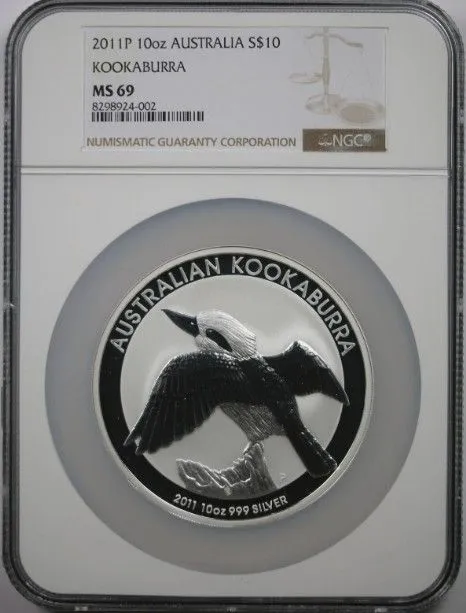 2011P 10oz AUSTRALIA S$10
KOOKABURRA
MS 69
8298924-002
NUMISMATIC GUARANTY CORPORATION
NGC
AUSTRALIAN KOOKABURRA
2011 10oz 999 SILVER